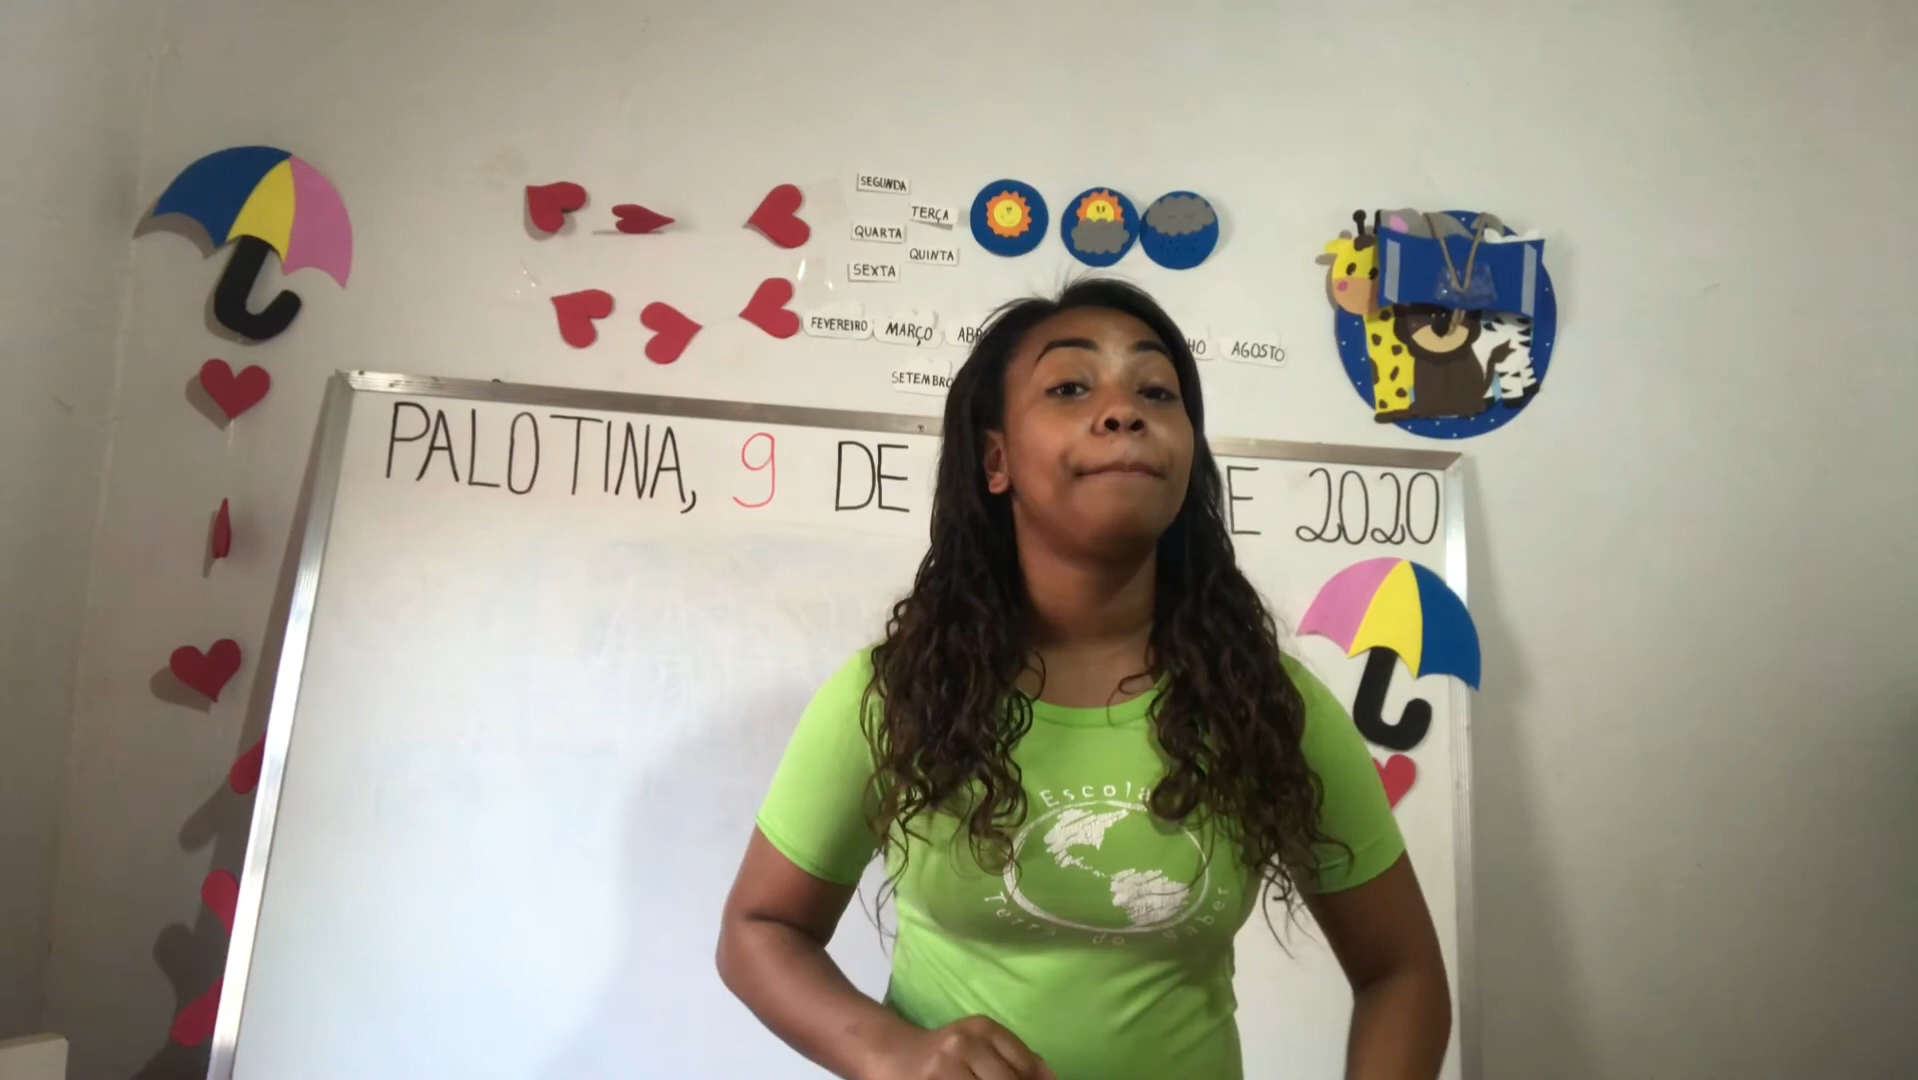 SEGUNDA
TERÇA
QUARTA
QUINTA
SEXTA
FEVEREIRO MARÇO AGOSTO
SETEMBRO
PALOTINA, 9 DE E 2020
Escola
Terra do Saber